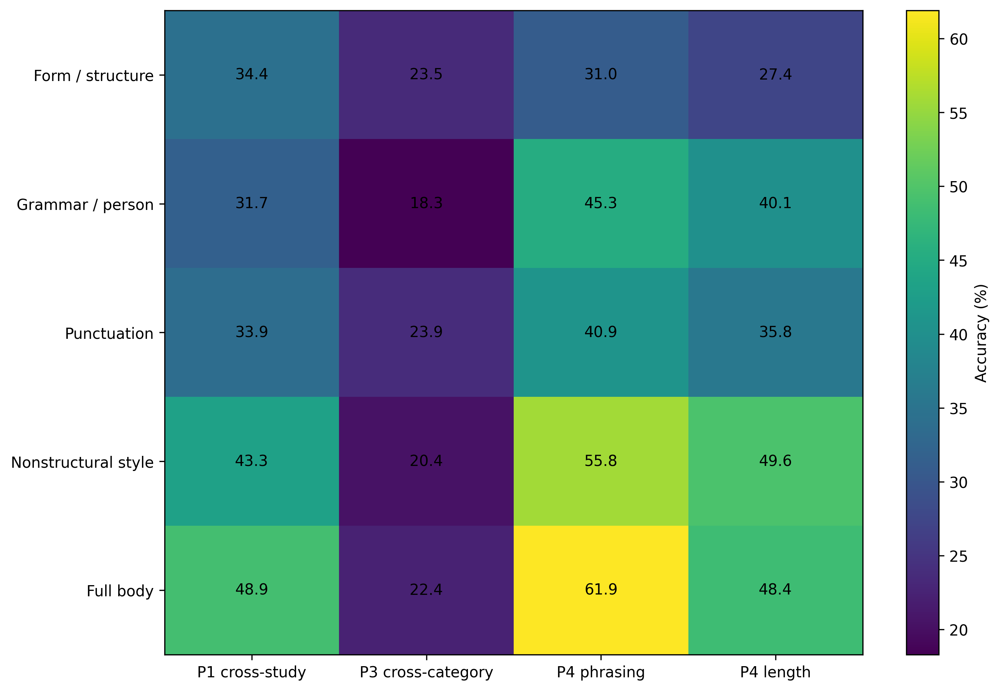 Form / structure 34.4 23.5 31.0 27.4
Grammar / person 31.7 18.3 45.3 40.1
Punctuation 33.9 23.9 40.9 35.8
Nonstructural style 43.3 20.4 55.8 49.6
Full body 48.9 22.4 61.9 48.4
P1 cross-study P3 cross-category P4 phrasing P4 length
60
55
50
45
40
35
30
25
20
Accuracy (%)